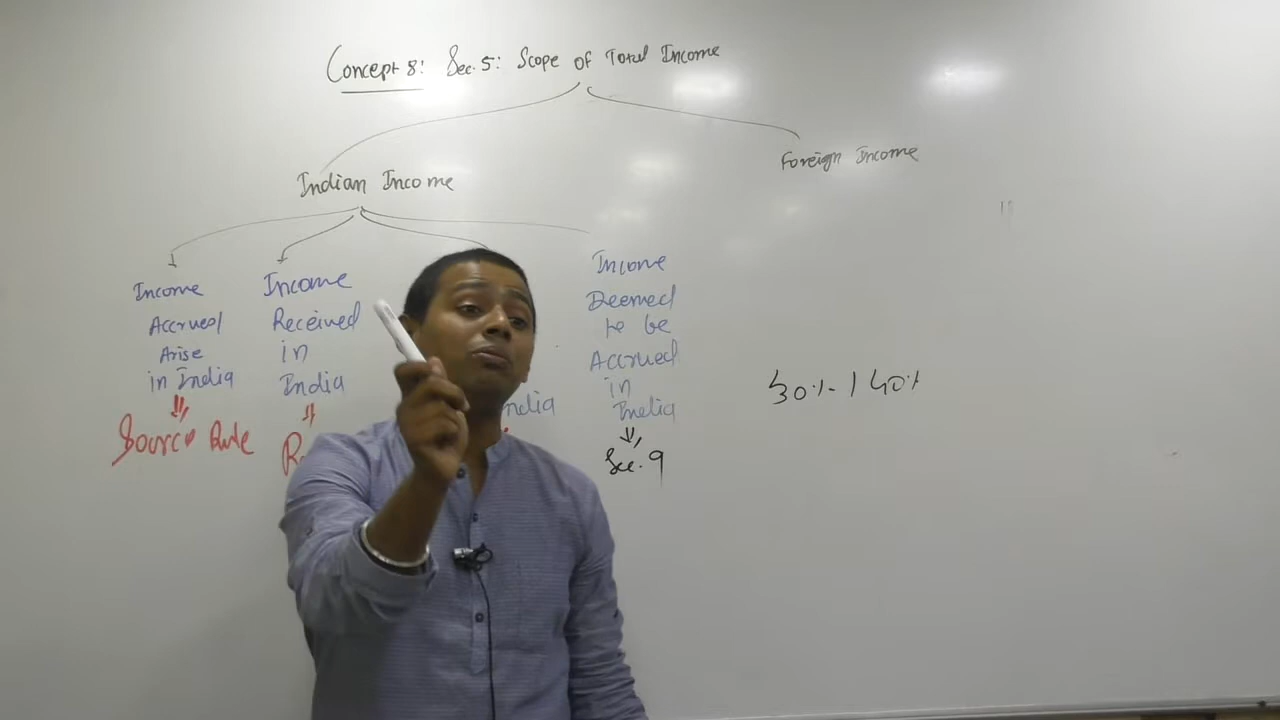 Concept 8: Sec. 5: Scope of Total Income
Indian Income
Foreign Income
Income
Accrued
Arise
in India
Source Rule
Income
Received
in
India
India
Income
Deemed
to be
Accrued
in
India
Sec. 9
30% / 40%